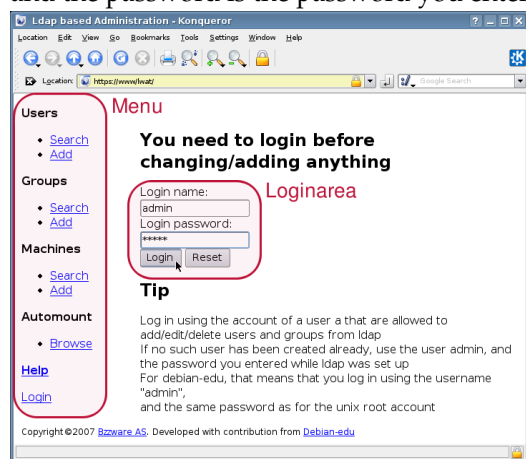 and the password is the password you enter
Ldap based Administration - Konqueror
Location Edit View Go Bookmarks Tools Settings Window Help
Location: https://www/lwat/
Google Search
Menu
Users
Search
Add
Groups
Search
Add
Machines
Search
Add
Automount
Browse
Help
Login
You need to login before
changing/adding anything
Loginarea
Login name:
admin
Login password:
*****
Login Reset
Tip
Log in using the account of a user a that are allowed to
add/edit/delete users and groups from ldap
If no such user has been created already, use the user admin, and
the password you entered while ldap was set up
For debian-edu, that means that you log in using the username
"admin",
and the same password as for the unix root account
Copyright©2007 Bzzware AS. Developed with contribution from Debian-edu